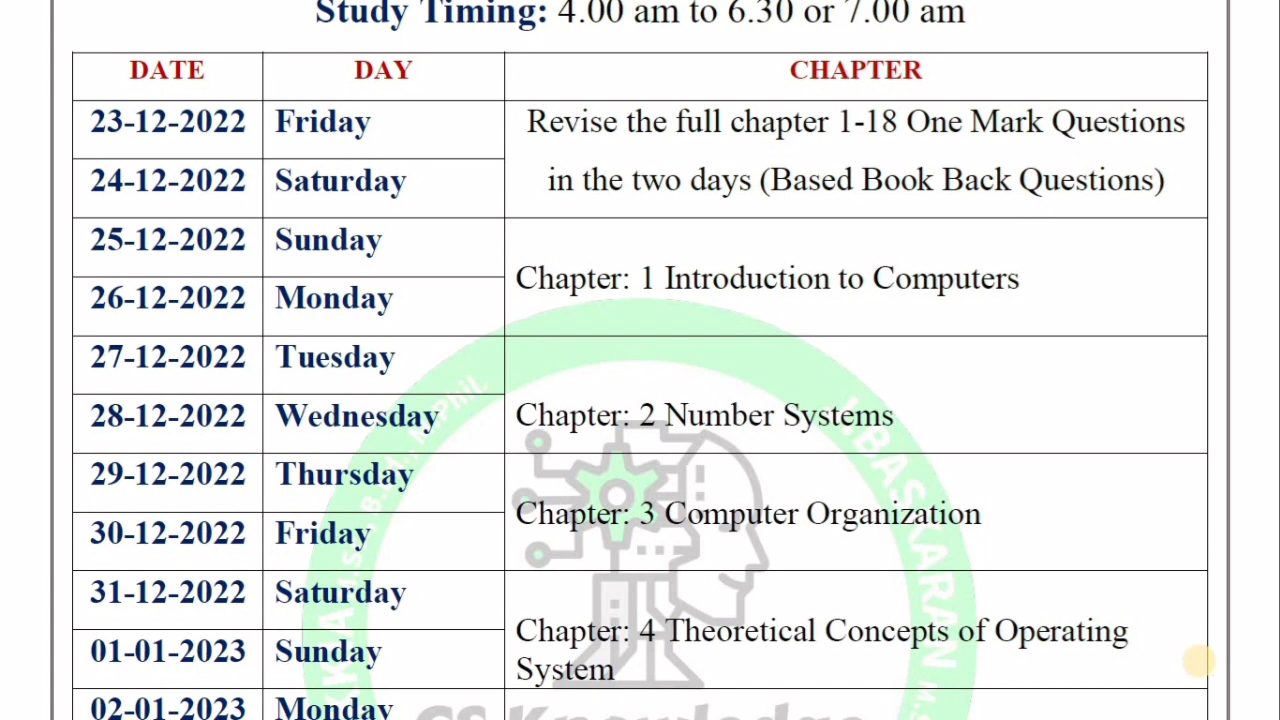 Study Timing: 4.00 am to 6.30 or 7.00 am
DATE DAY CHAPTER
23-12-2022 Friday Revise the full chapter 1-18 One Mark Questions
24-12-2022 Saturday in the two days (Based Book Back Questions)
25-12-2022 Sunday
Chapter: 1 Introduction to Computers
26-12-2022 Monday
27-12-2022 Tuesday
28-12-2022 Wednesday Chapter: 2 Number Systems
29-12-2022 Thursday
Chapter: 3 Computer Organization
30-12-2022 Friday
31-12-2022 Saturday
Chapter: 4 Theoretical Concepts of Operating
01-01-2023 Sunday
System
02-01-2023 Monday
CS Knowledge